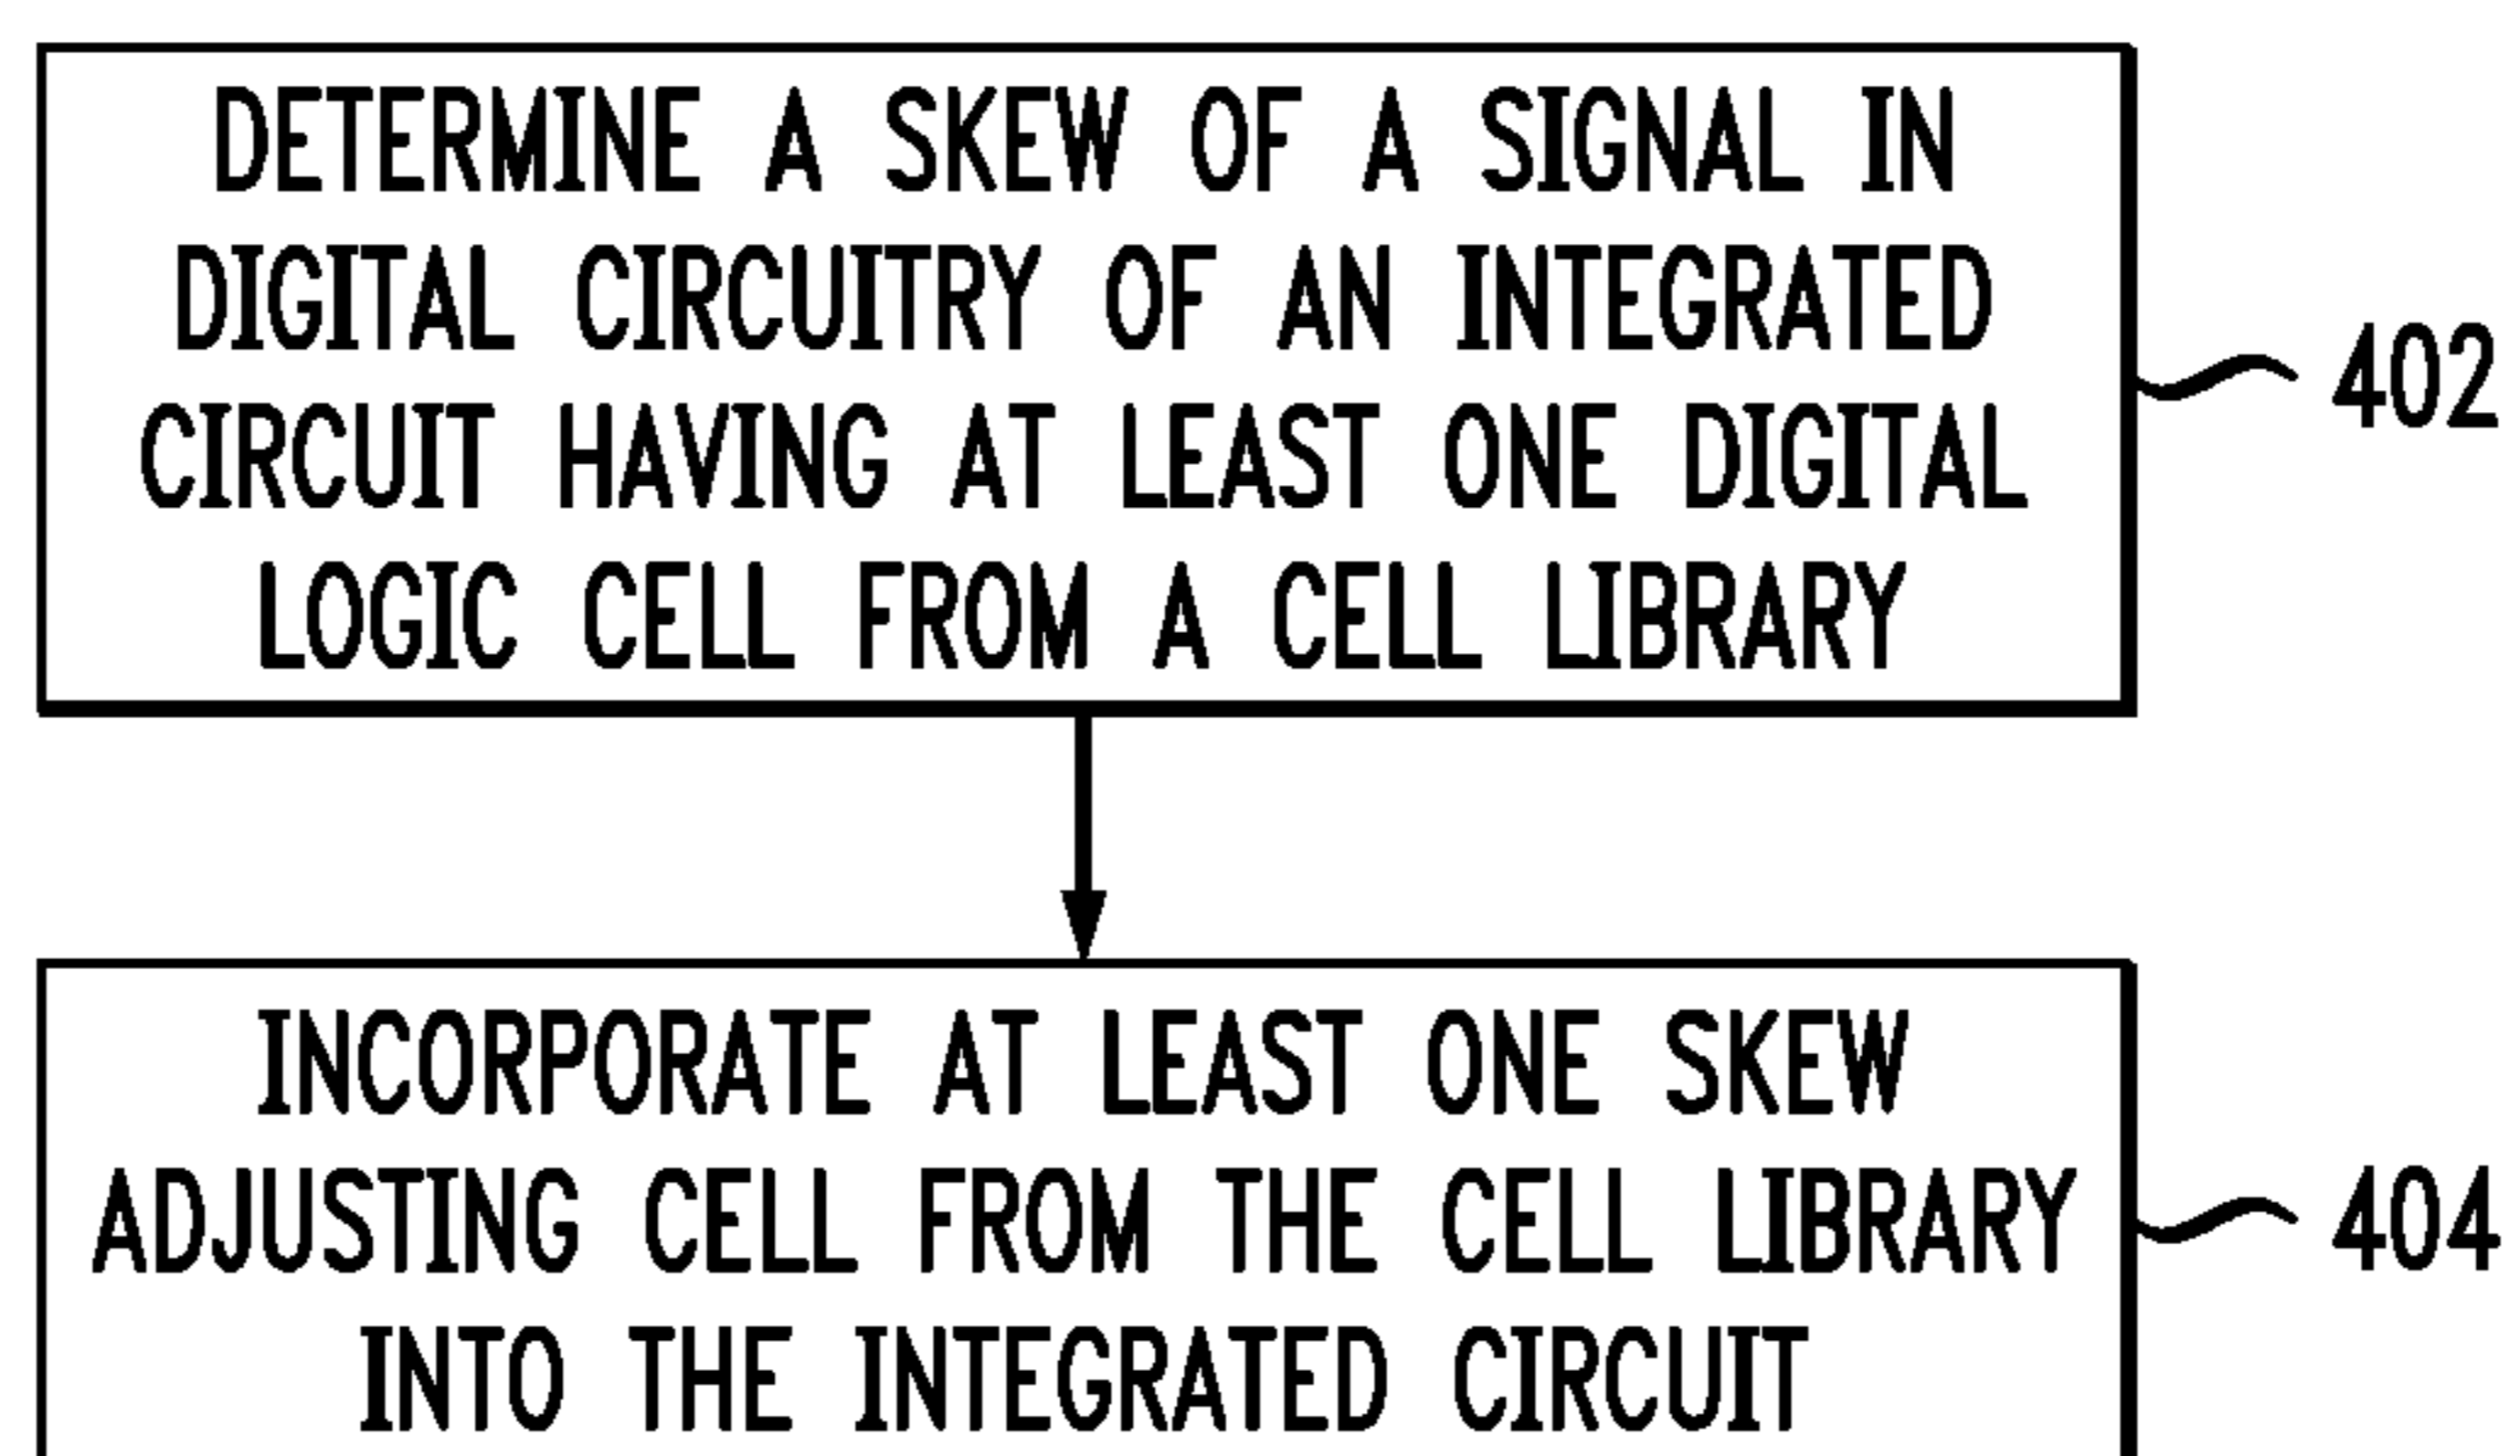 DETERMINE A SKEW OF A SIGNAL IN
DIGITAL CIRCUITRY OF AN INTEGRATED
CIRCUIT HAVING AT LEAST ONE DIGITAL
LOGIC CELL FROM A CELL LIBRARY
402
INCORPORATE AT LEAST ONE SKEW
ADJUSTING CELL FROM THE CELL LIBRARY
INTO THE INTEGRATED CIRCUIT
404